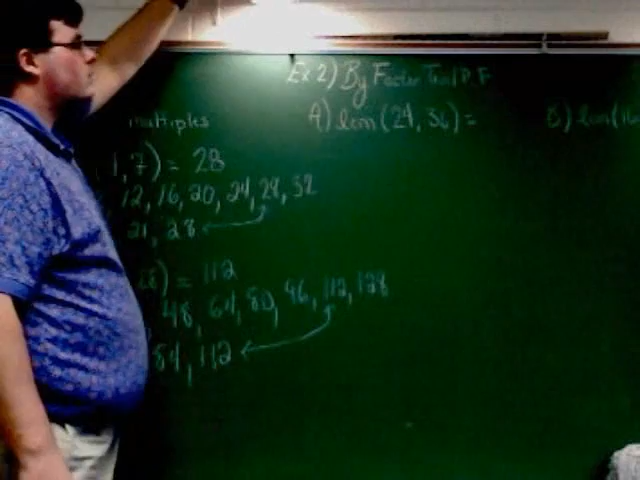 multiples
, 7) = 28
12, 16, 20, 24, 28, 32
21, 28
) = 112
48, 64, 80, 96, 112, 128
84, 112
Ex 2) By Factor
A) lcm (24, 36) =
B) lcm (16